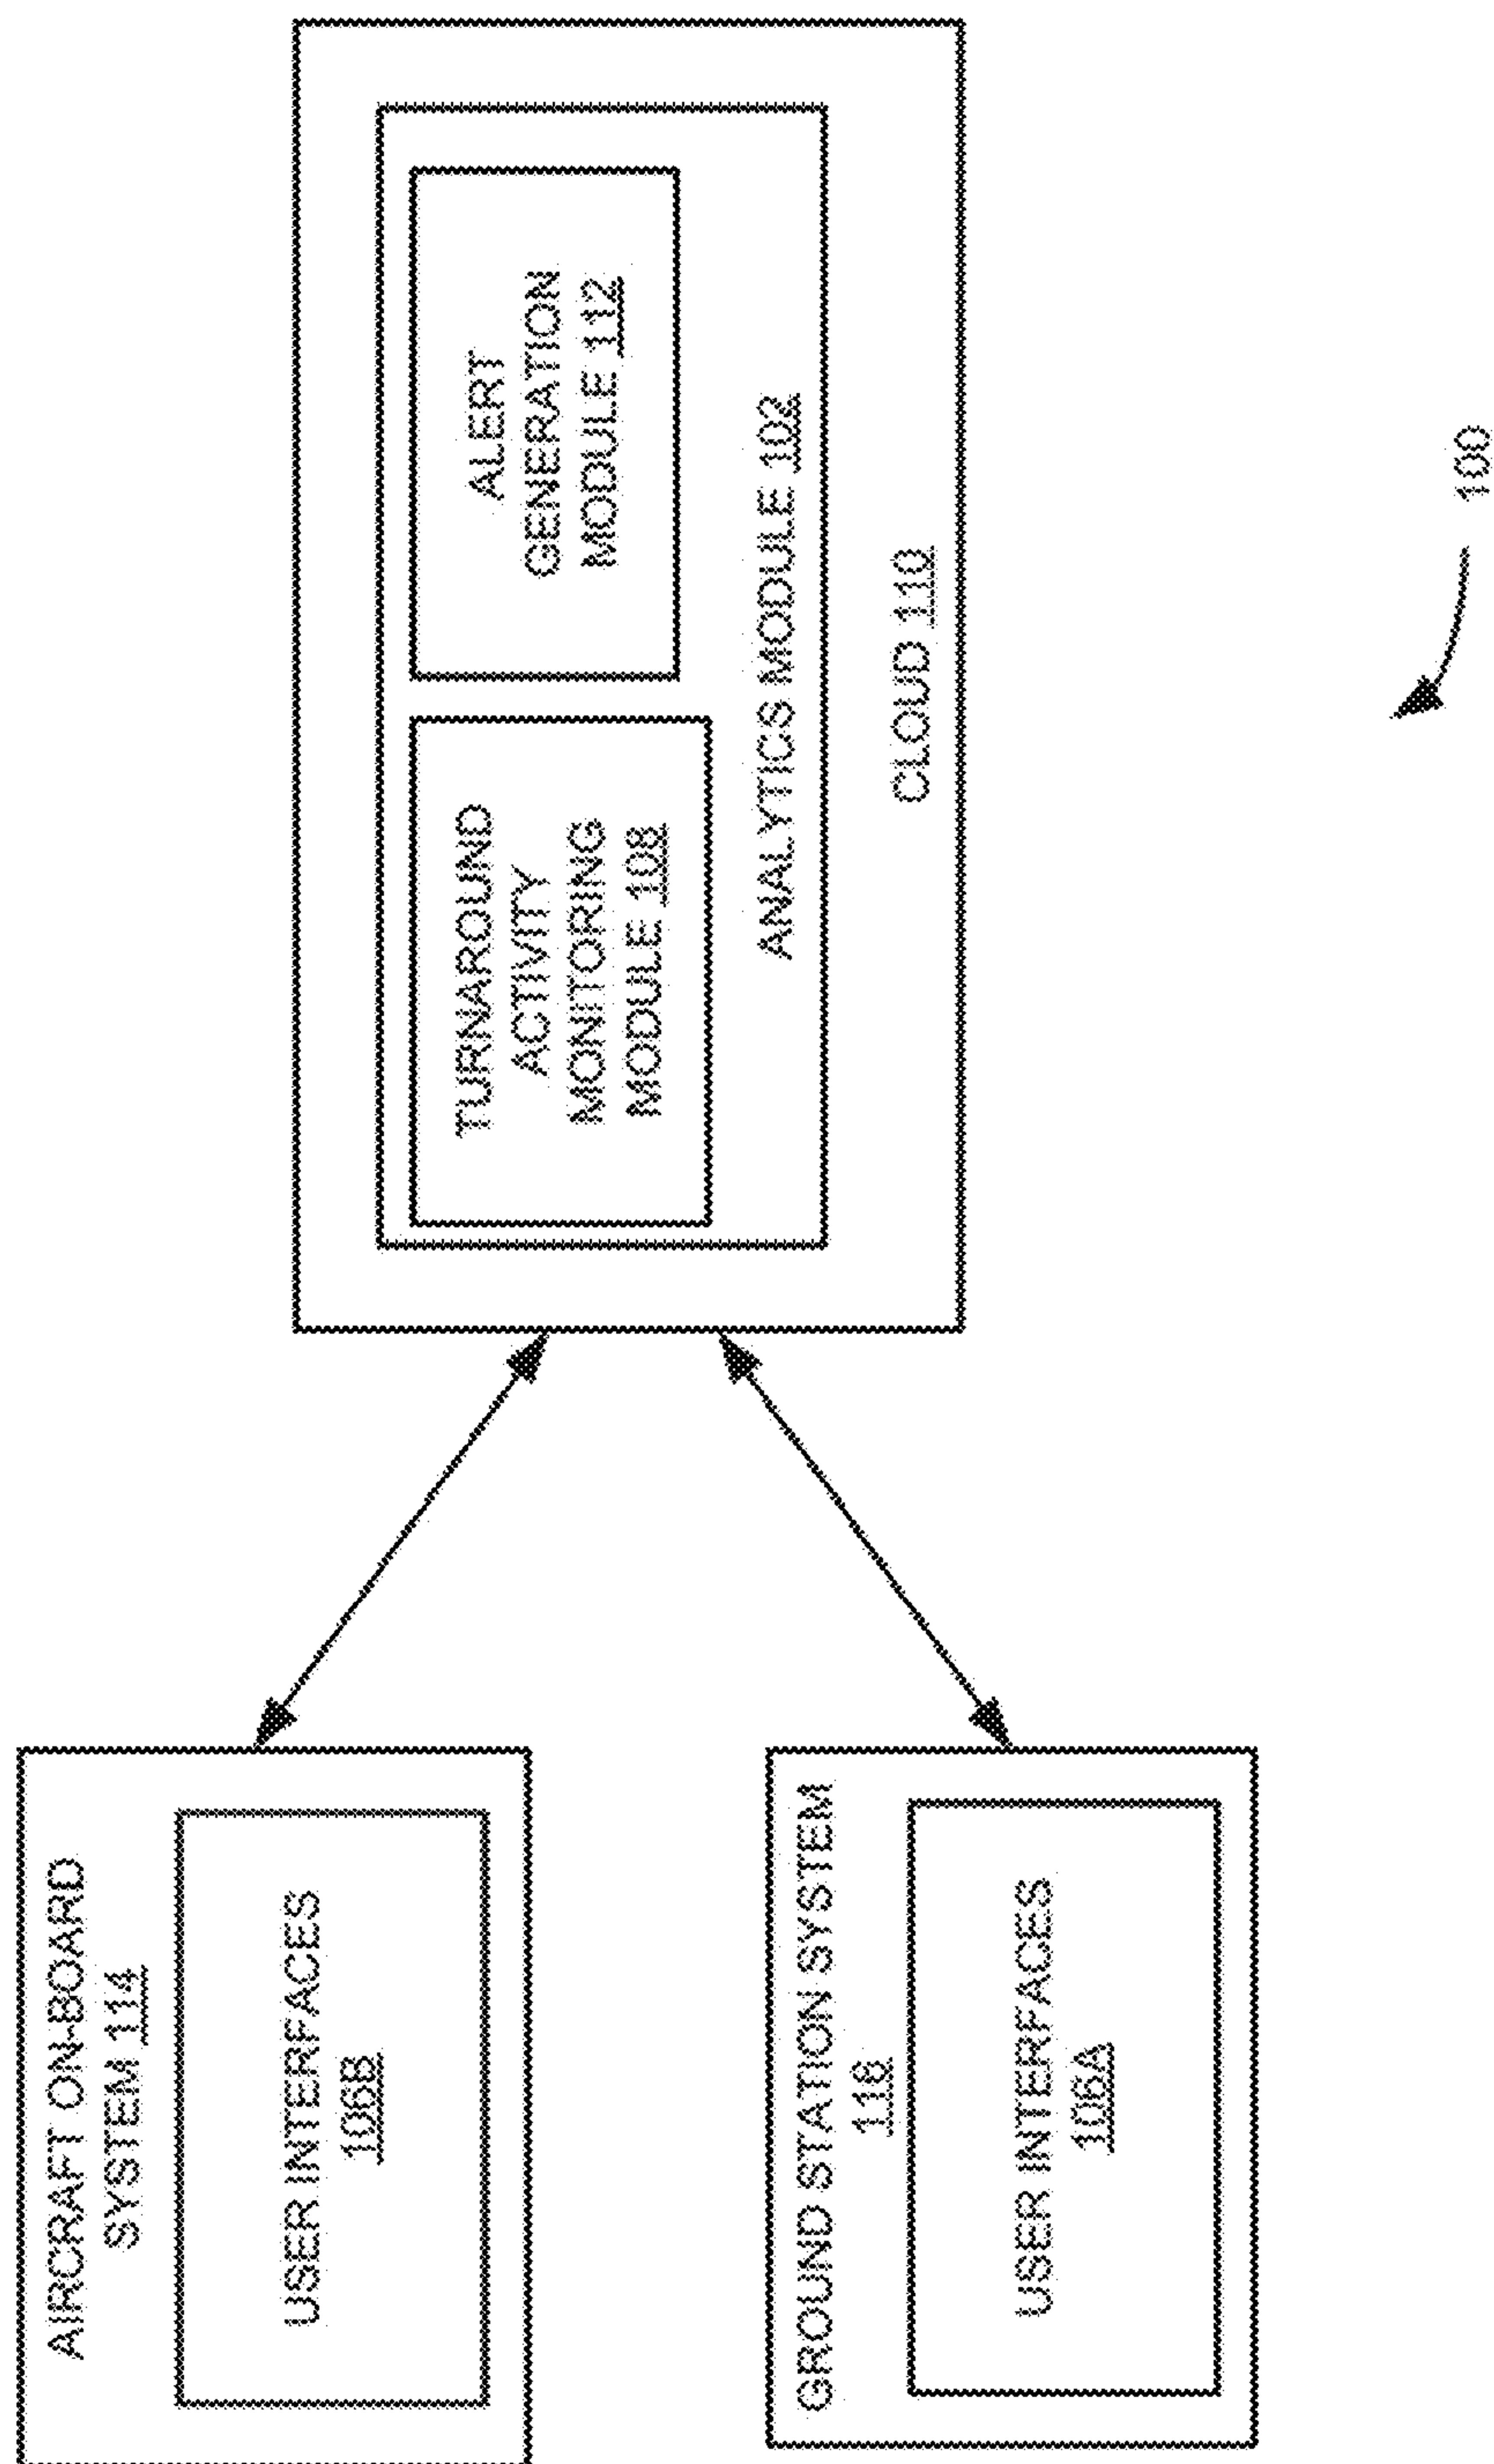 AIRCRAFT ON-BOARD
SYSTEM 114
USER INTERFACES
106B
GROUND STATION SYSTEM
116
USER INTERFACES
106A
TURNAROUND
ACTIVITY
MONITORING
MODULE 108
ALERT
GENERATION
MODULE 112
ANALYTICS MODULE 102
CLOUD 110
100